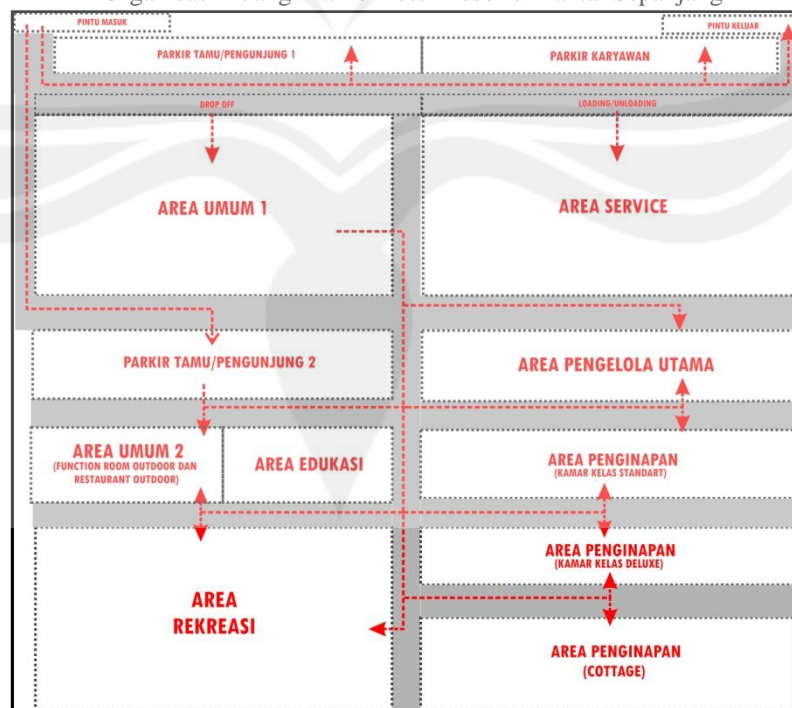 PINTU MASUK
PINTU KELUAR
PARKIR TAMU/PENGUNJUNG 1
PARKIR KARYAWAN
DROP OFF
LOADING/UNLOADING
AREA UMUM 1
AREA SERVICE
PARKIR TAMU/PENGUNJUNG 2
AREA PENGELOLA UTAMA
AREA UMUM 2
(FUNCTION ROOM OUTDOOR DAN
RESTAURANT OUTDOOR)
AREA EDUKASI
AREA PENGINAPAN
(KAMAR KELAS STANDART)
AREA PENGINAPAN
(KAMAR KELAS DELUXE)
AREA
REKREASI
AREA PENGINAPAN
(COTTAGE)